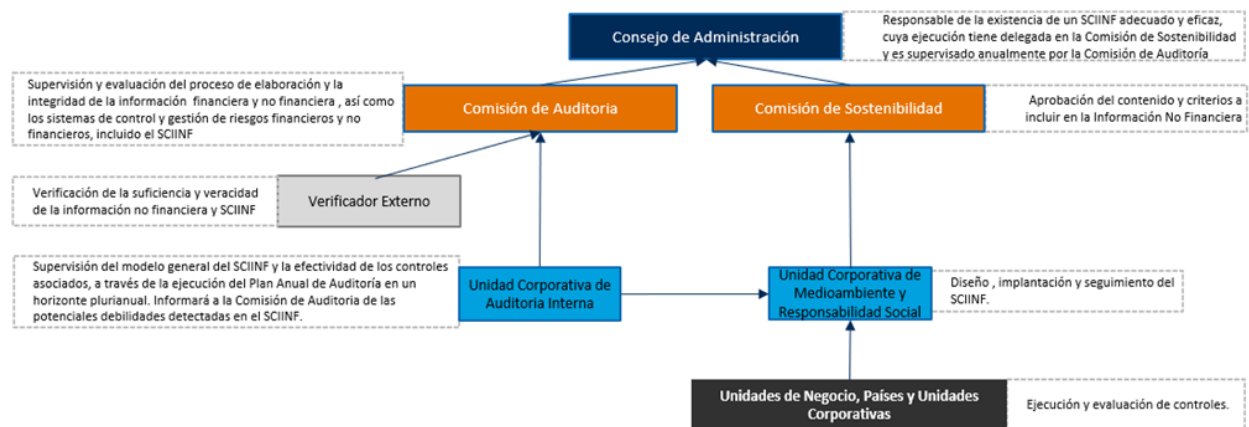 Consejo de Administración
Responsable de la existencia de un SCIINF adecuado y eficaz,
cuya ejecución tiene delegada en la Comisión de Sostenibilidad
y es supervisado anualmente por la Comisión de Auditoría
Supervisión y evaluación del proceso de elaboración y la
integridad de la información financiera y no financiera , así como
los sistemas de control y gestión de riesgos financieros y no
financieros, incluido el SCIINF
Comisión de Auditoria
Comisión de Sostenibilidad
Aprobación del contenido y criterios a
incluir en la Información No Financiera
Verificación de la suficiencia y veracidad
de la información no financiera y SCIINF
Verificador Externo
Supervisión del modelo general del SCIINF y la efectividad de los controles
asociados, a través de la ejecución del Plan Anual de Auditoría en un
horizonte plurianual. Informará a la Comisión de Auditoria de las
potenciales debilidades detectadas en el SCIINF.
Unidad Corporativa de
Auditoria Interna
Unidad Corporativa de
Medioambiente y
Responsabilidad Social
Diseño , implantación y seguimiento del
SCIINF.
Unidades de Negocio, Países y Unidades
Corporativas
Ejecución y evaluación de controles.